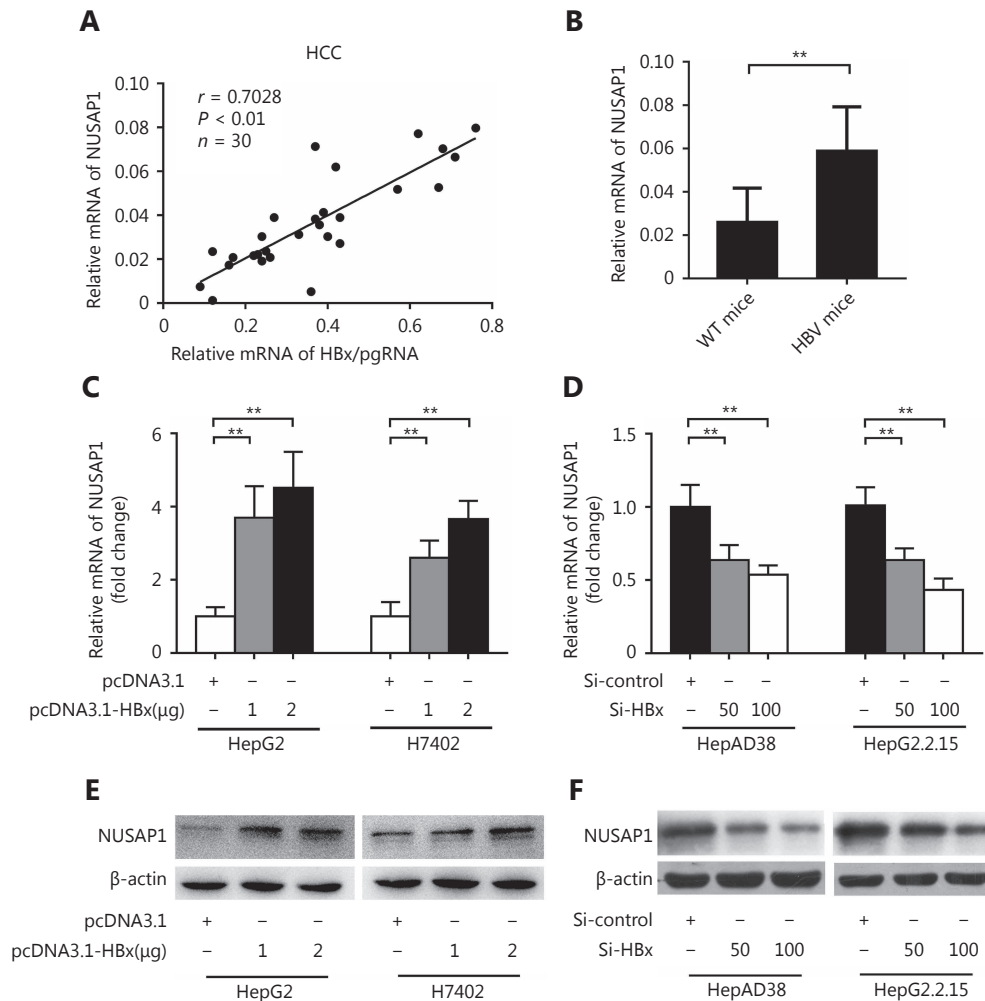 A
HCC
Relative mRNA of NUSAP1
0.10
0.08
0.06
0.04
0.02
0
r = 0.7028
P < 0.01
n = 30
0 0.2 0.4 0.6 0.8
Relative mRNA of HBx/pgRNA
B
Relative mRNA of NUSAP1
0.10
0.08
0.06
0.04
0.02
0.00
**
WT mice
HBV mice
C
Relative mRNA of NUSAP1
(fold change)
6
4
2
0
** **
** **
pcDNA3.1 + – – + – –
pcDNA3.1-HBx(μg) – 1 2 – 1 2
HepG2 H7402
D
Relative mRNA of NUSAP1
(fold change)
1.5
1.0
0.5
0
** **
** **
Si-control + – – + – –
Si-HBx – 50 100 – 50 100
HepAD38 HepG2.2.15
E
NUSAP1
β-actin
pcDNA3.1 + – – + – –
pcDNA3.1-HBx(μg) – 1 2 – 1 2
HepG2 H7402
F
NUSAP1
β-actin
Si-control + – – + – –
Si-HBx – 50 100 – 50 100
HepAD38 HepG2.2.15